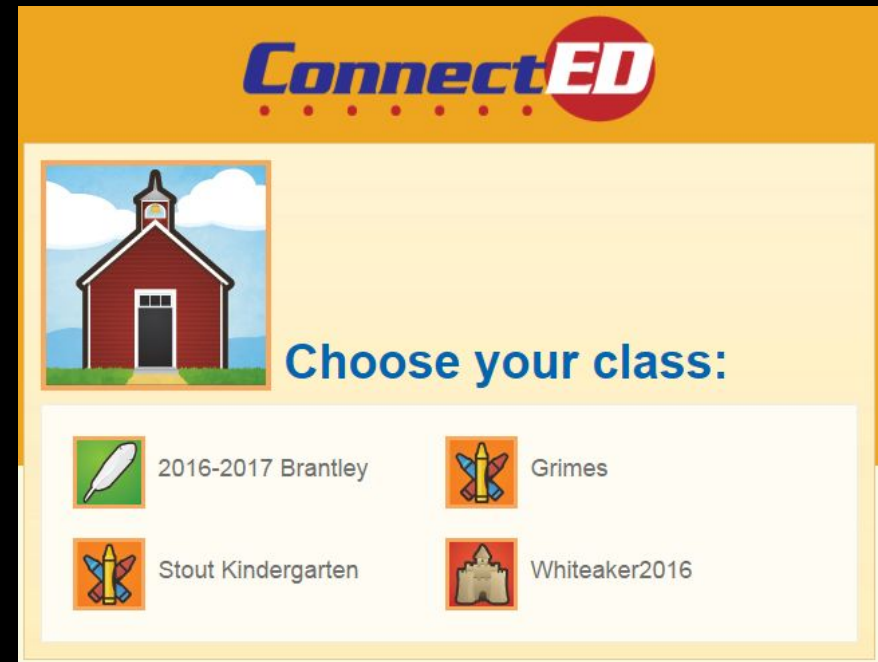 ConnectED
Choose your class:
2016-2017 Brantley
Grimes
Stout Kindergarten
Whiteaker2016